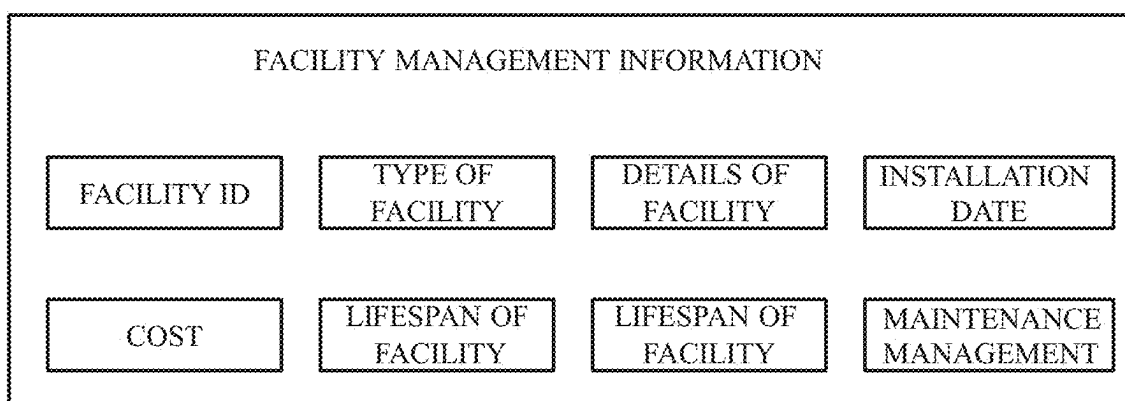 FACILITY MANAGEMENT INFORMATION
FACILITY ID
TYPE OF
FACILITY
DETAILS OF
FACILITY
INSTALLATION
DATE
COST
LIFESPAN OF
FACILITY
LIFESPAN OF
FACILITY
MAINTENANCE
MANAGEMENT